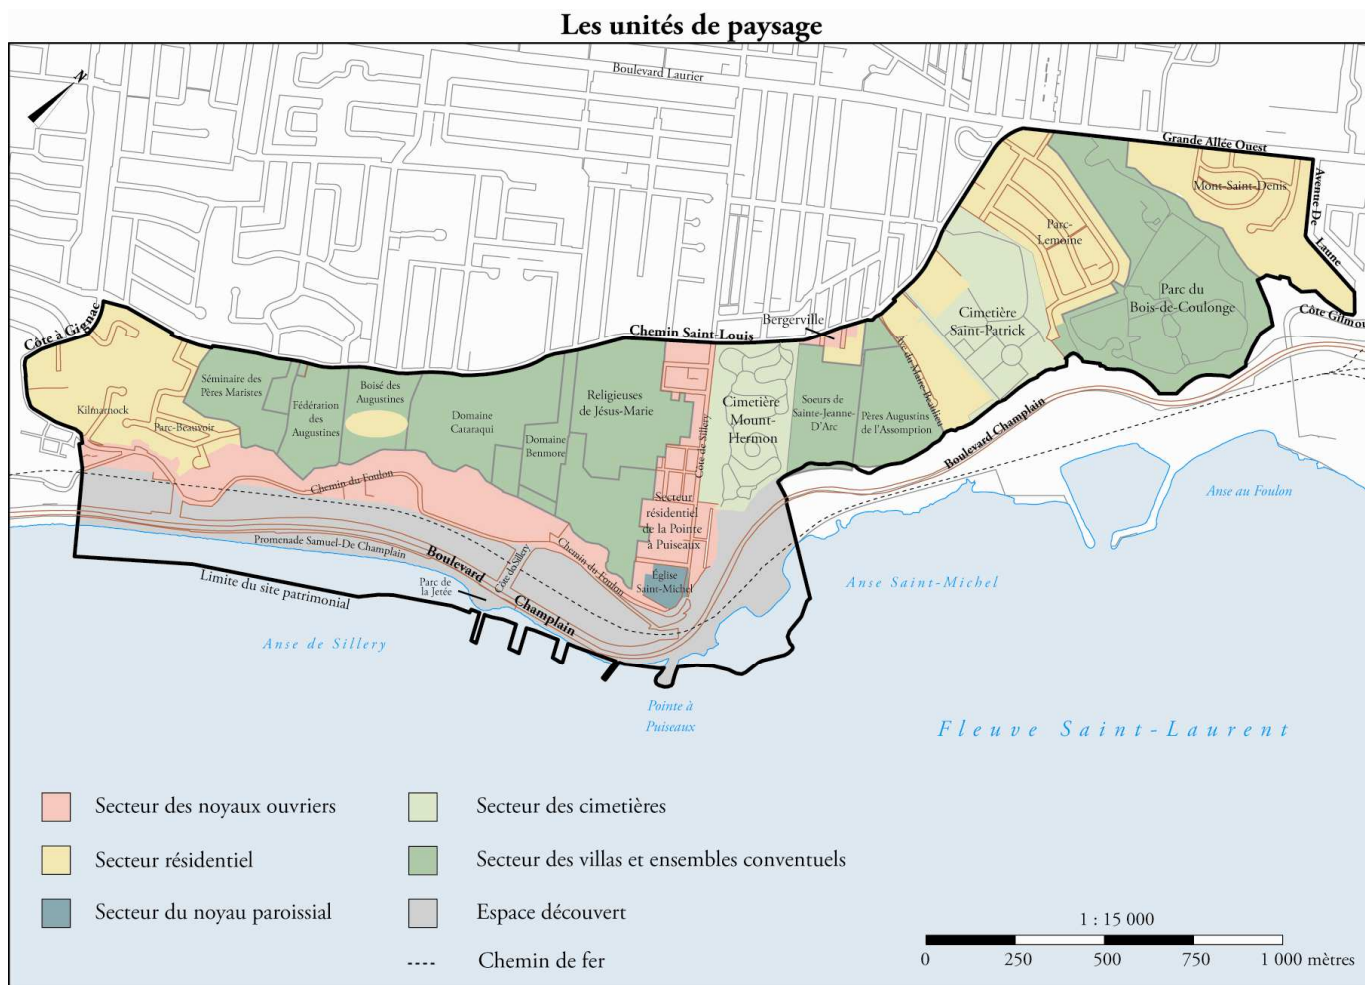 Les unités de paysage
N
Boulevard Laurier
Grande Allée Ouest
Avenue De
Laune
Mont-Saint-Denis
Parc-
Lemoine
Parc du
Bois-de-Coulonge
Côte Gilmou
Cimetière
Saint-Patrick
Bergerville
Chemin Saint-Louis
Côte à Gignac
Kilmarnock
Parc-Beauvoir
Séminaire des
Pères Maristes
Fédération
des
Augustines
Boisé des
Augustines
Domaine
Cataraqui
Domaine
Benmore
Religieuses
de Jésus-Marie
Côte de Sillery
Cimetière
Mount-
Hermon
Soeurs de
Sainte-Jeanne-
D'Arc
Pères Augustins
de l'Assomption
Boulevard Champlain
Anse au Foulon
Chemin du Foulon
Secteur
résidentiel
de la Pointe
à Puiseaux
Église
Saint-Michel
Promenade Samuel-De Champlain
Boulevard
Champlain
Côte de Sillery
Chemin du Foulon
Parc de
la Jetée
Limite du site patrimonial
Anse Saint-Michel
Anse de Sillery
Pointe à
Puiseaux
Fleuve Saint-Laurent
Secteur des noyaux ouvriers
Secteur résidentiel
Secteur du noyau paroissial
Secteur des cimetières
Secteur des villas et ensembles conventuels
Espace découvert
Chemin de fer
1 : 15 000
0 250 500 750 1 000 mètres